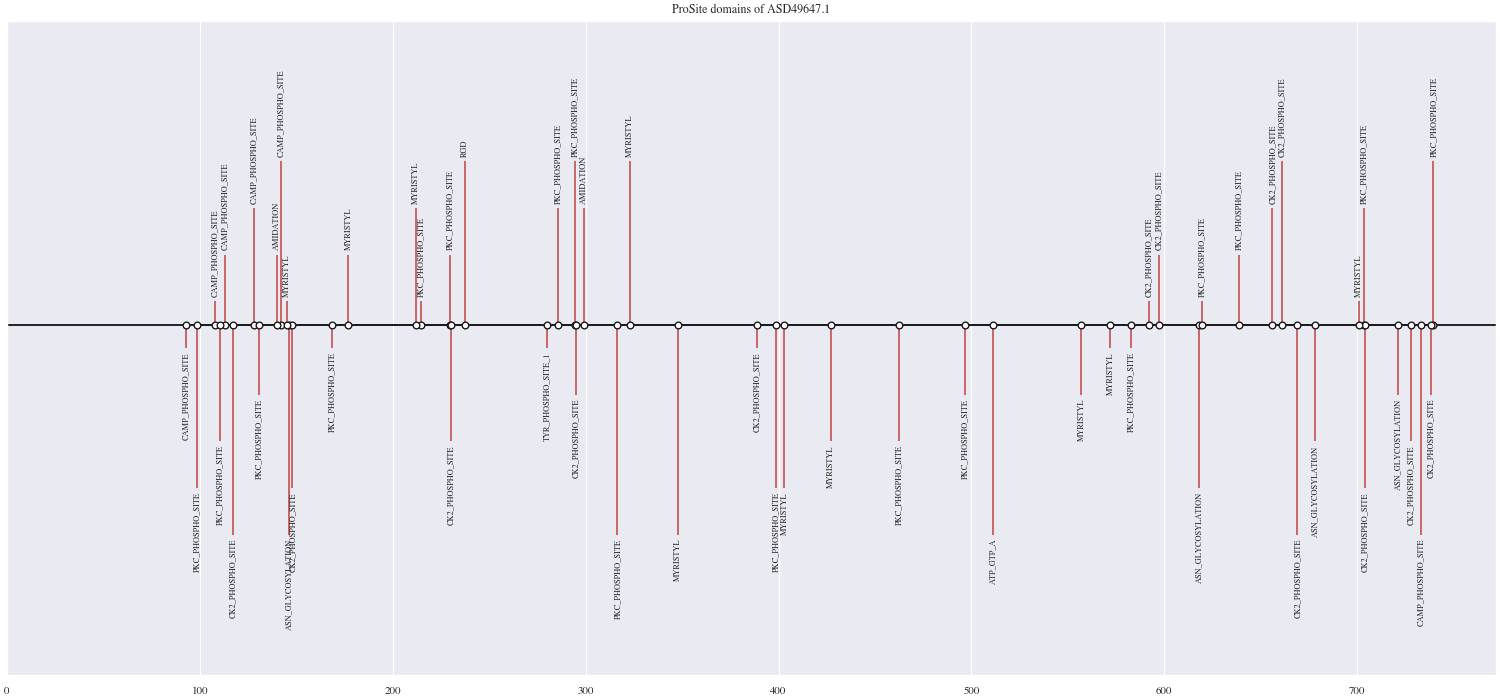 ProSite domains of ASD49647.1
CAMP_PHOSPHO_SITE
PKC_PHOSPHO_SITE
CAMP_PHOSPHO_SITE
PKC_PHOSPHO_SITE
CAMP_PHOSPHO_SITE
CK2_PHOSPHO_SITE
CAMP_PHOSPHO_SITE
PKC_PHOSPHO_SITE
AMIDATION
CAMP_PHOSPHO_SITE
MYRISTYL
ASN_GLYCOSYLATION
CK2_PHOSPHO_SITE
PKC_PHOSPHO_SITE
MYRISTYL
MYRISTYL
PKC_PHOSPHO_SITE
PKC_PHOSPHO_SITE
CK2_PHOSPHO_SITE
RGD
TYR_PHOSPHO_SITE_1
PKC_PHOSPHO_SITE
PKC_PHOSPHO_SITE
CK2_PHOSPHO_SITE
AMIDATION
PKC_PHOSPHO_SITE
MYRISTYL
MYRISTYL
CK2_PHOSPHO_SITE
PKC_PHOSPHO_SITE
MYRISTYL
MYRISTYL
PKC_PHOSPHO_SITE
PKC_PHOSPHO_SITE
ATP_GTP_A
MYRISTYL
MYRISTYL
PKC_PHOSPHO_SITE
CK2_PHOSPHO_SITE
CK2_PHOSPHO_SITE
ASN_GLYCOSYLATION
PKC_PHOSPHO_SITE
PKC_PHOSPHO_SITE
CK2_PHOSPHO_SITE
CK2_PHOSPHO_SITE
CK2_PHOSPHO_SITE
ASN_GLYCOSYLATION
MYRISTYL
PKC_PHOSPHO_SITE
CK2_PHOSPHO_SITE
ASN_GLYCOSYLATION
CK2_PHOSPHO_SITE
CAMP_PHOSPHO_SITE
CK2_PHOSPHO_SITE
PKC_PHOSPHO_SITE
0 100 200 300 400 500 600 700